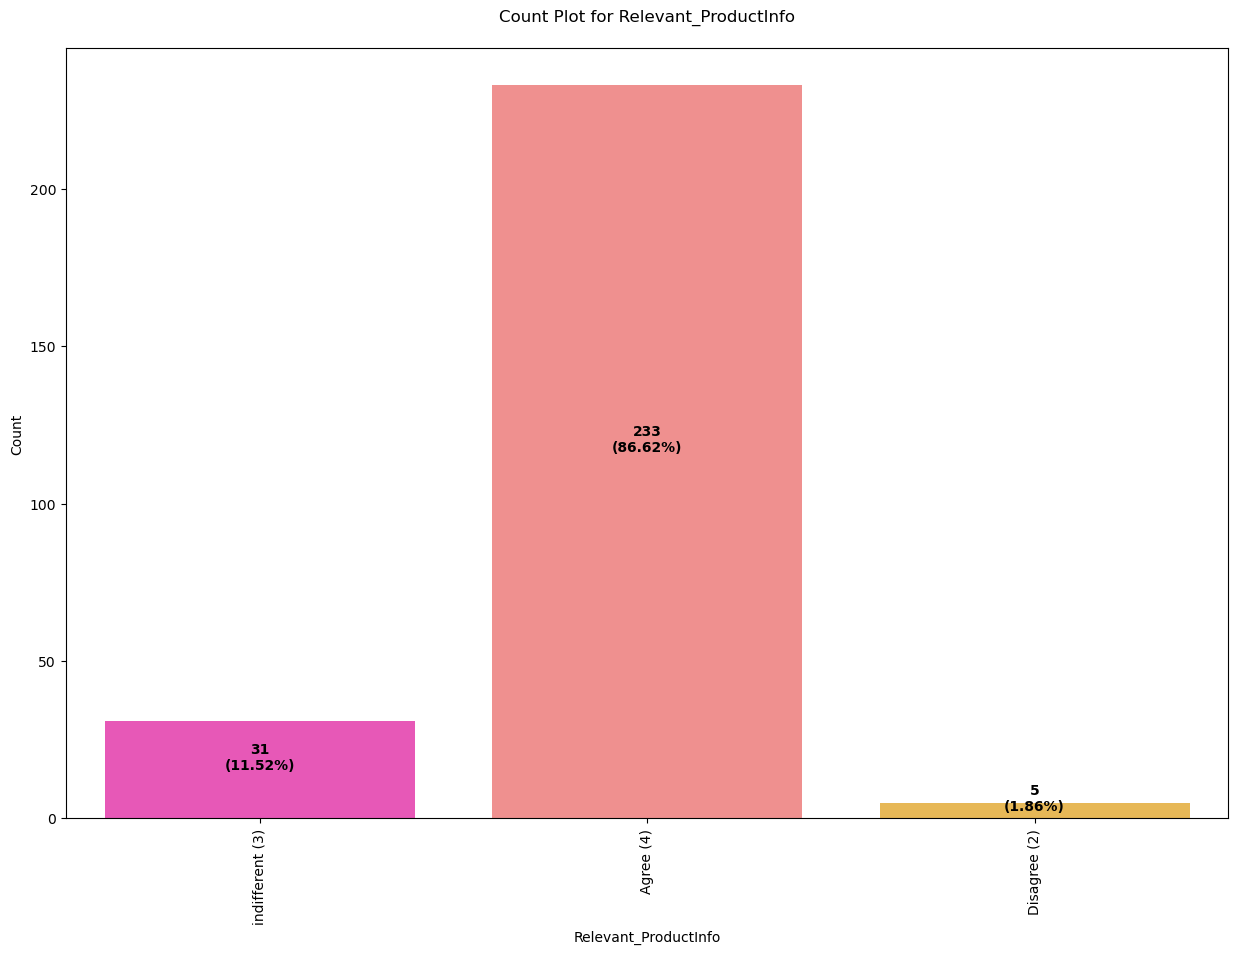 Count Plot for Relevant_ProductInfo
Count
200
150
100
50
0
31
(11.52%)
233
(86.62%)
5
(1.86%)
indifferent (3)
Agree (4)
Disagree (2)
Relevant_ProductInfo